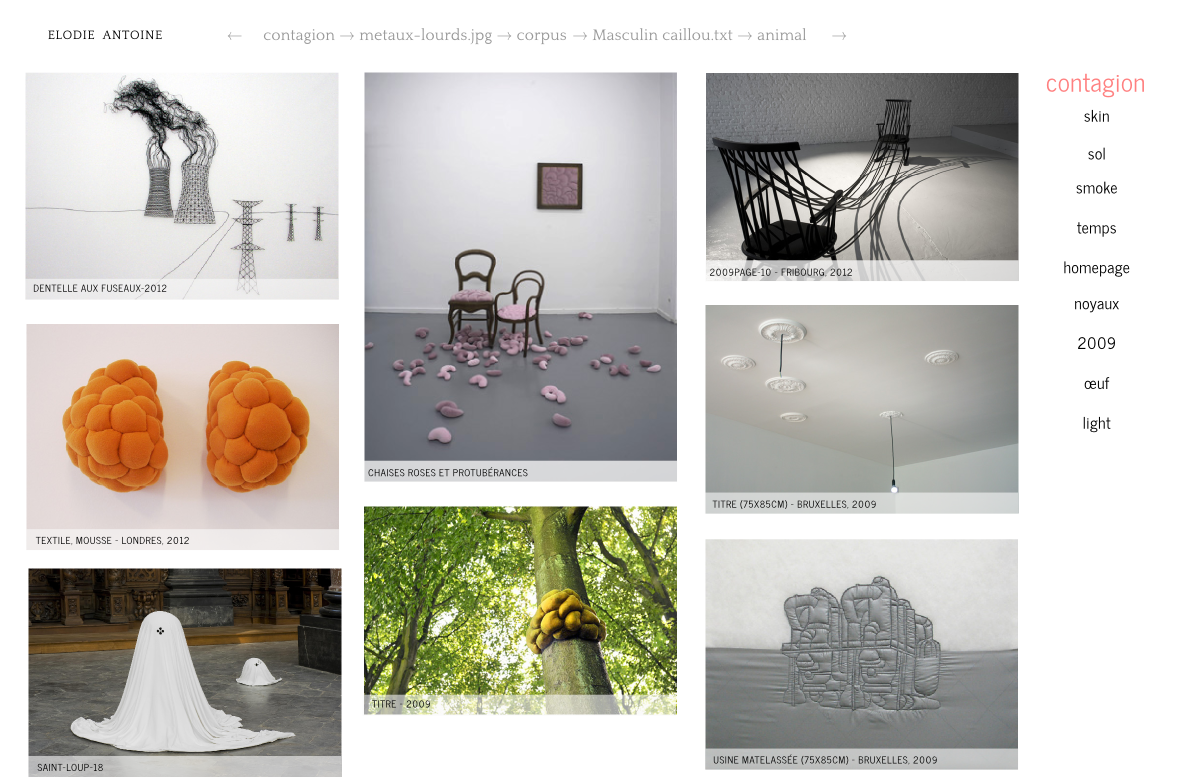 ELODIE ANTOINE
← contagion → metaux-lourds.jpg → corpus → Masculin caillou.txt → animal →
DENTELLE AUX FUSEAUX-2012
TEXTILE, MOUSSE - LONDRES, 2012
SAINT-LOUP-18
CHAISES ROSES ET PROTUBÉRANCES
TITRE - 2009
2009PAGE-10 - FRIBOURG, 2012
TITRE (75X85CM) - BRUXELLES, 2009
USINE MATELASSÉE (75X85CM) - BRUXELLES, 2009
contagion
skin
sol
smoke
temps
homepage
noyaux
2009
œuf
light